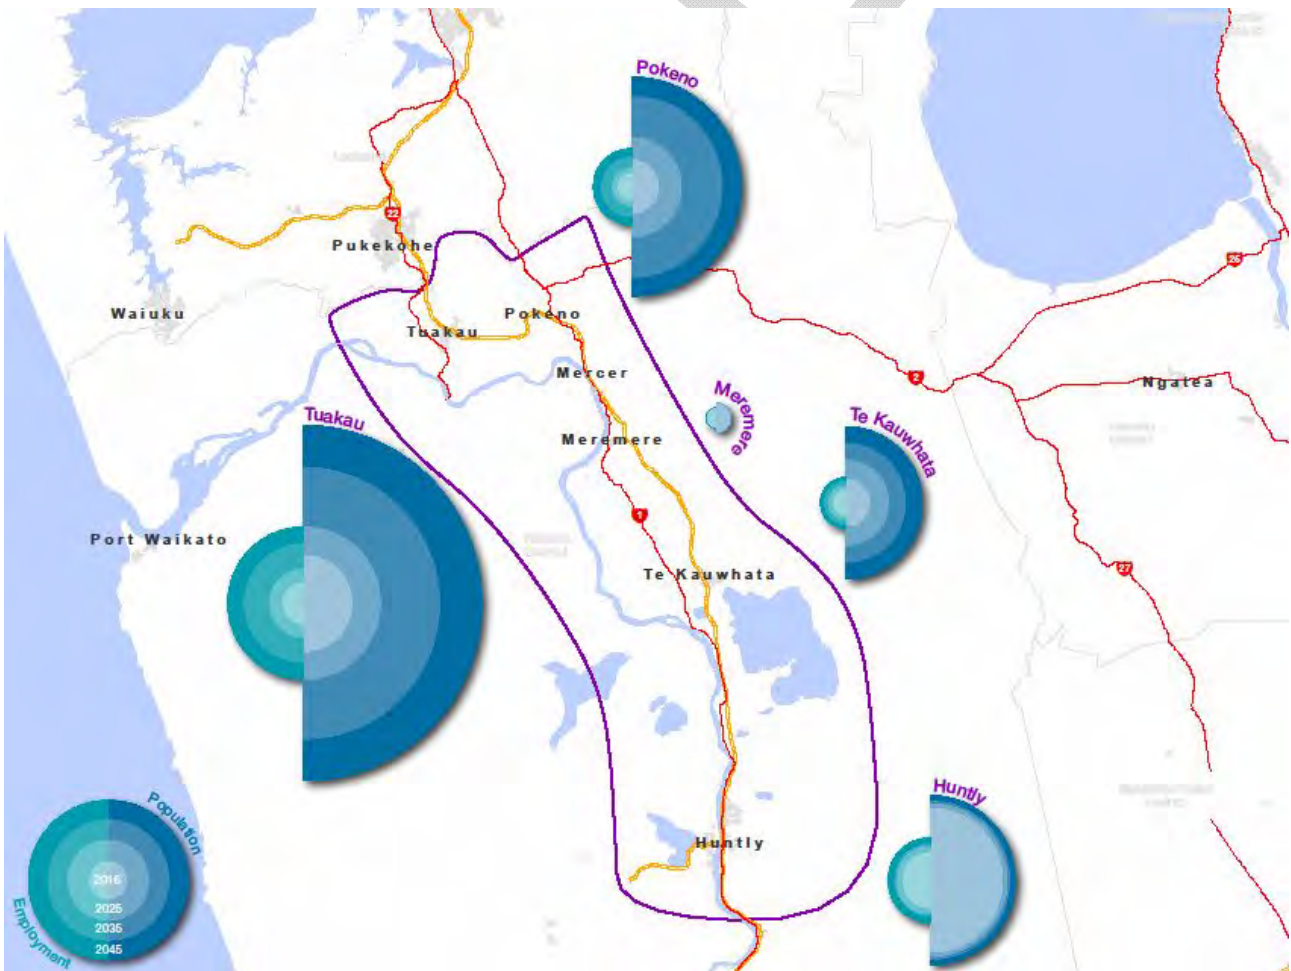 Pokeno
22
Pukekohe
26
Waiuku
Tuakau
Pokeno
Mercer
2
Ngatea
Meremere
Tuakau
Te Kauwhata
Meremere
1
Port Waikato
Te Kauwhata
27
Huntly
Huntly
Population
Employment
2016
2025
2035
2045